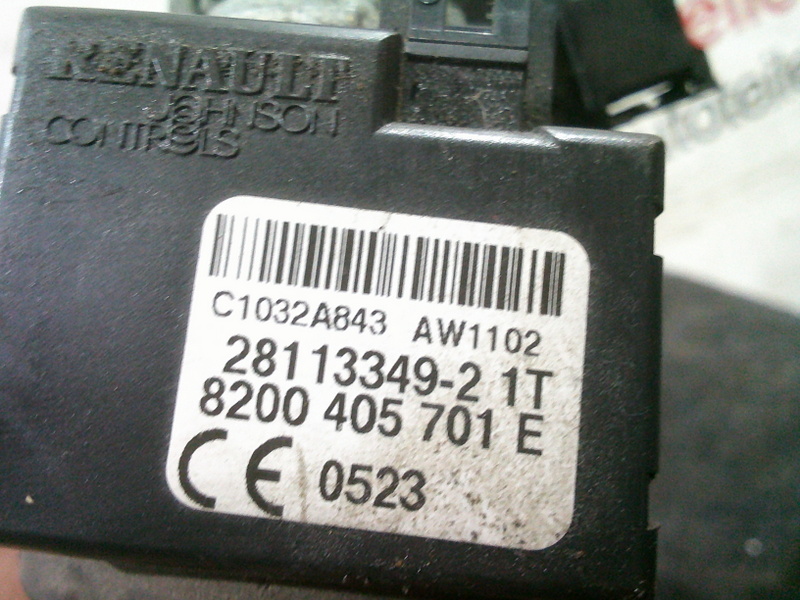 RENAULT
JOHNSON
CONTROLS
C1032A843 AW1102
28113349-2 1T
8200 405 701 E
CE 0523